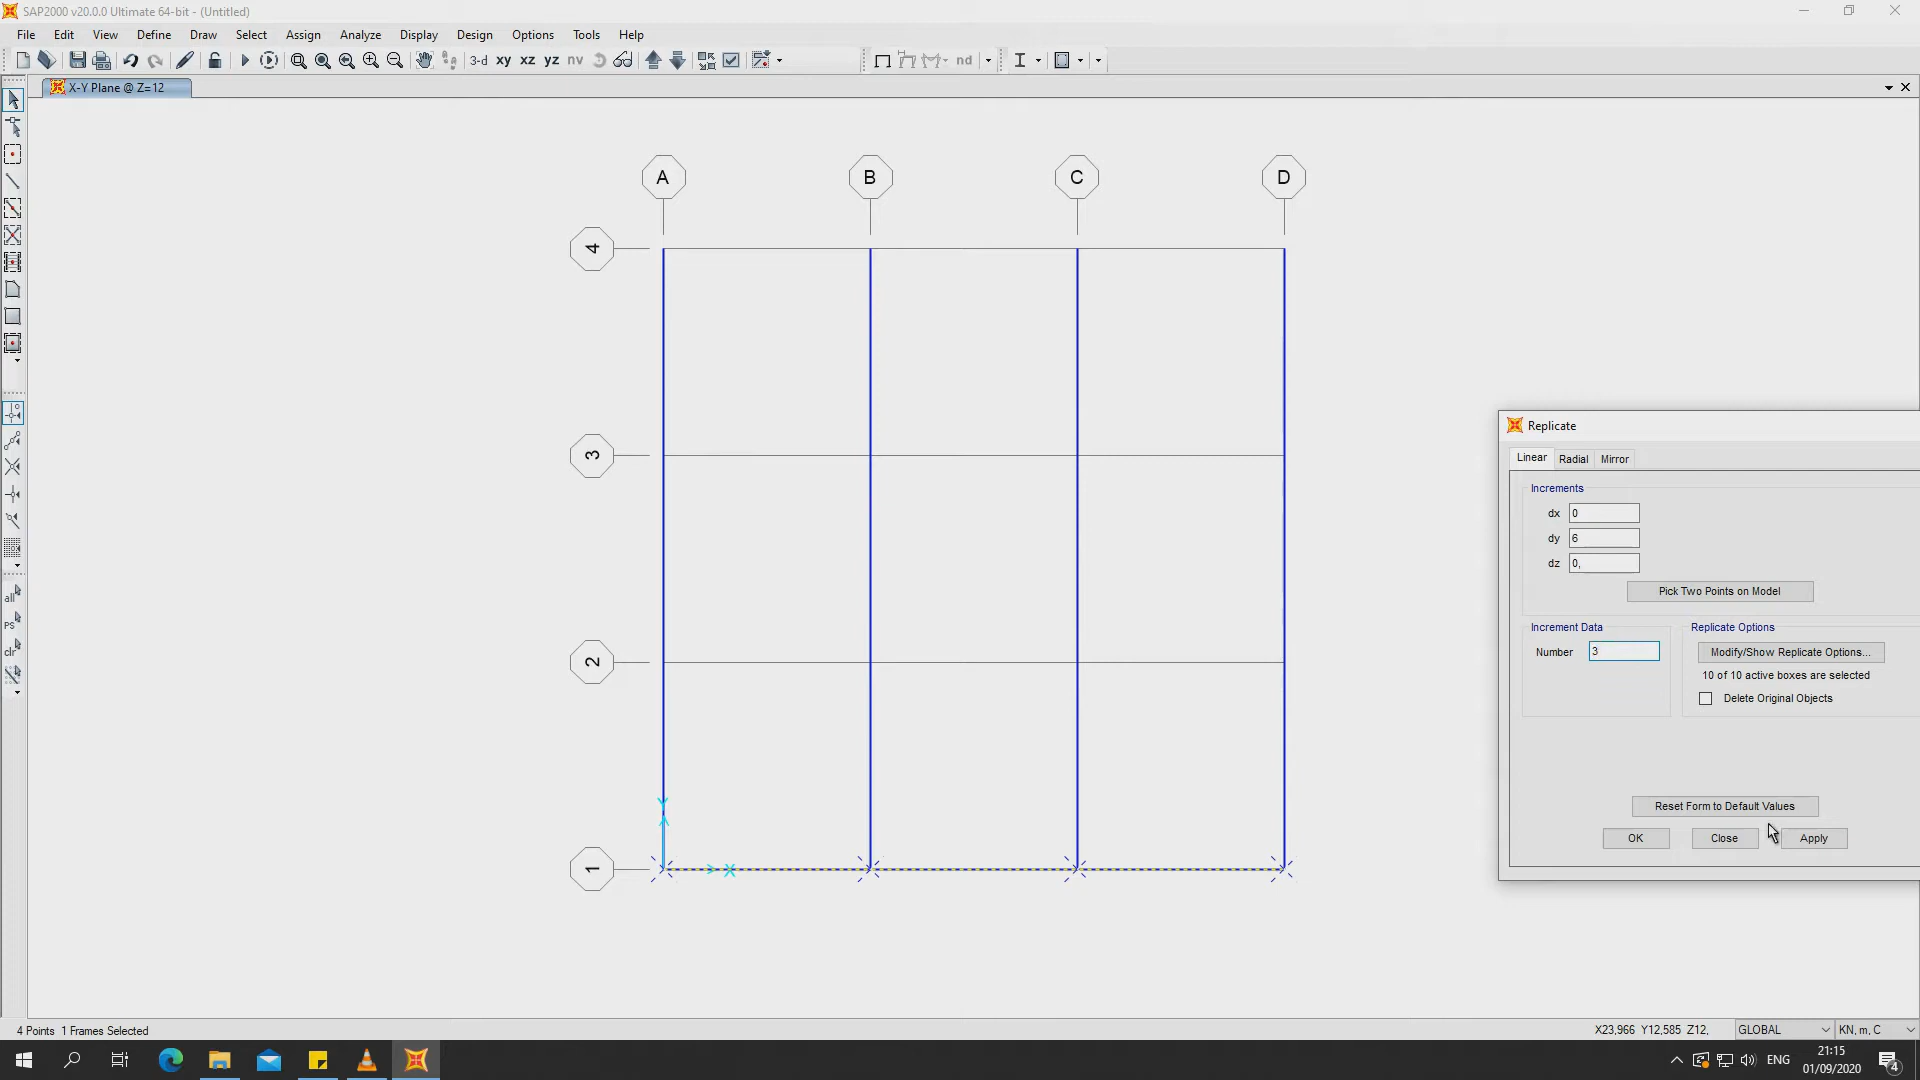 SAP2000 v20.0.0 Ultimate 64-bit - (Untitled)
File Edit View Define Draw Select Assign Analyze Display Design Options Tools Help
3-d xy xz yz nv nd
X-Y Plane @ Z=12
A B C D
4
3
2
1
Y
X
all
PS
clr
Replicate
Linear Radial Mirror
Increments
dx 0
dy 6
dz 0,
Pick Two Points on Model
Increment Data
Number 3
Replicate Options
Modify/Show Replicate Options...
10 of 10 active boxes are selected
Delete Original Objects
Reset Form to Default Values
OK Close Apply
4 Points 1 Frames Selected
X23,966 Y12,585 Z12,
GLOBAL
KN, m, C
ENG
21:15
01/09/2020
4